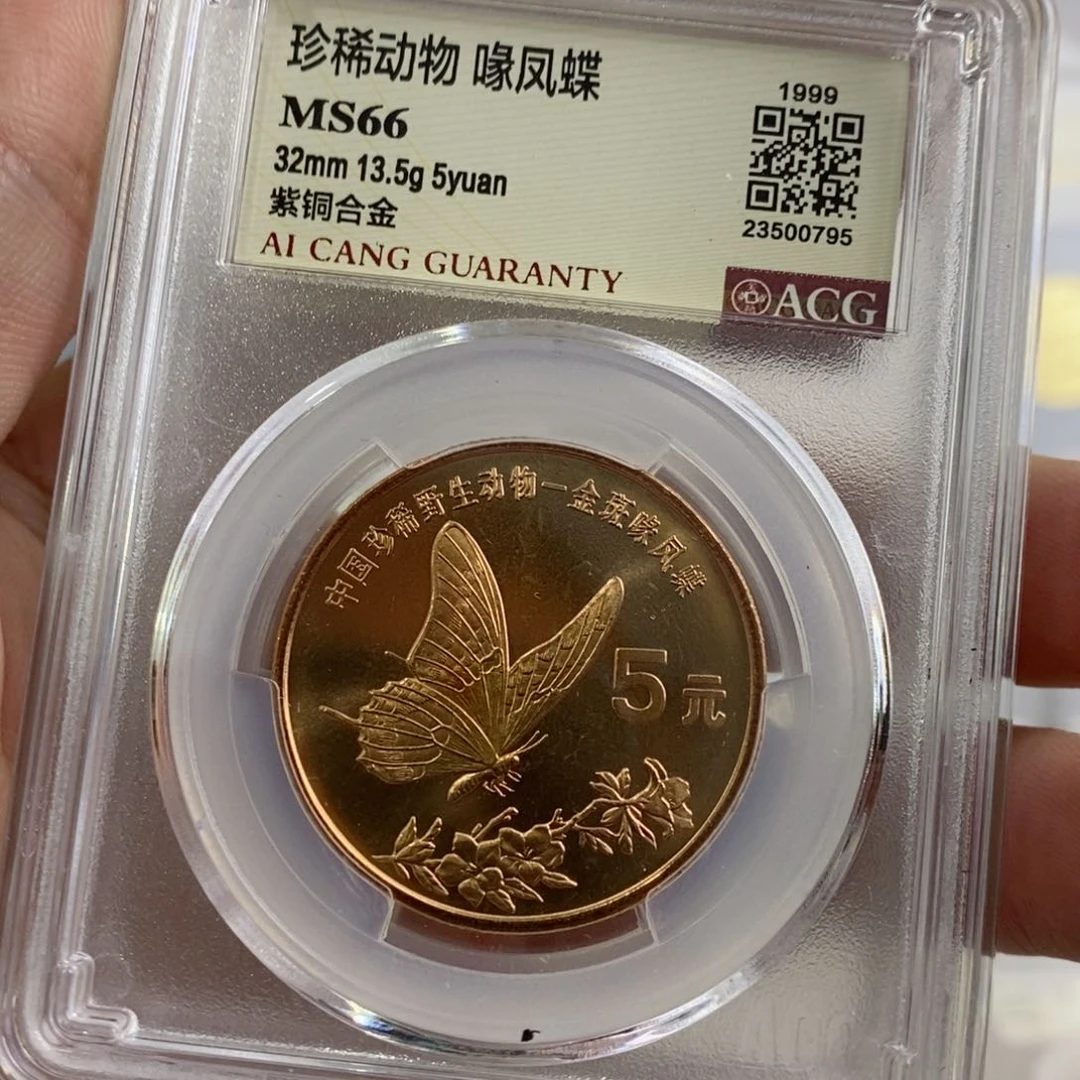 珍稀动物 喙凤蝶
MS66
32mm 13.5g 5yuan
紫铜合金
AI CANG GUARANTY
1999
23500795
ACG
中国珍稀野生动物—金斑喙凤蝶
5元